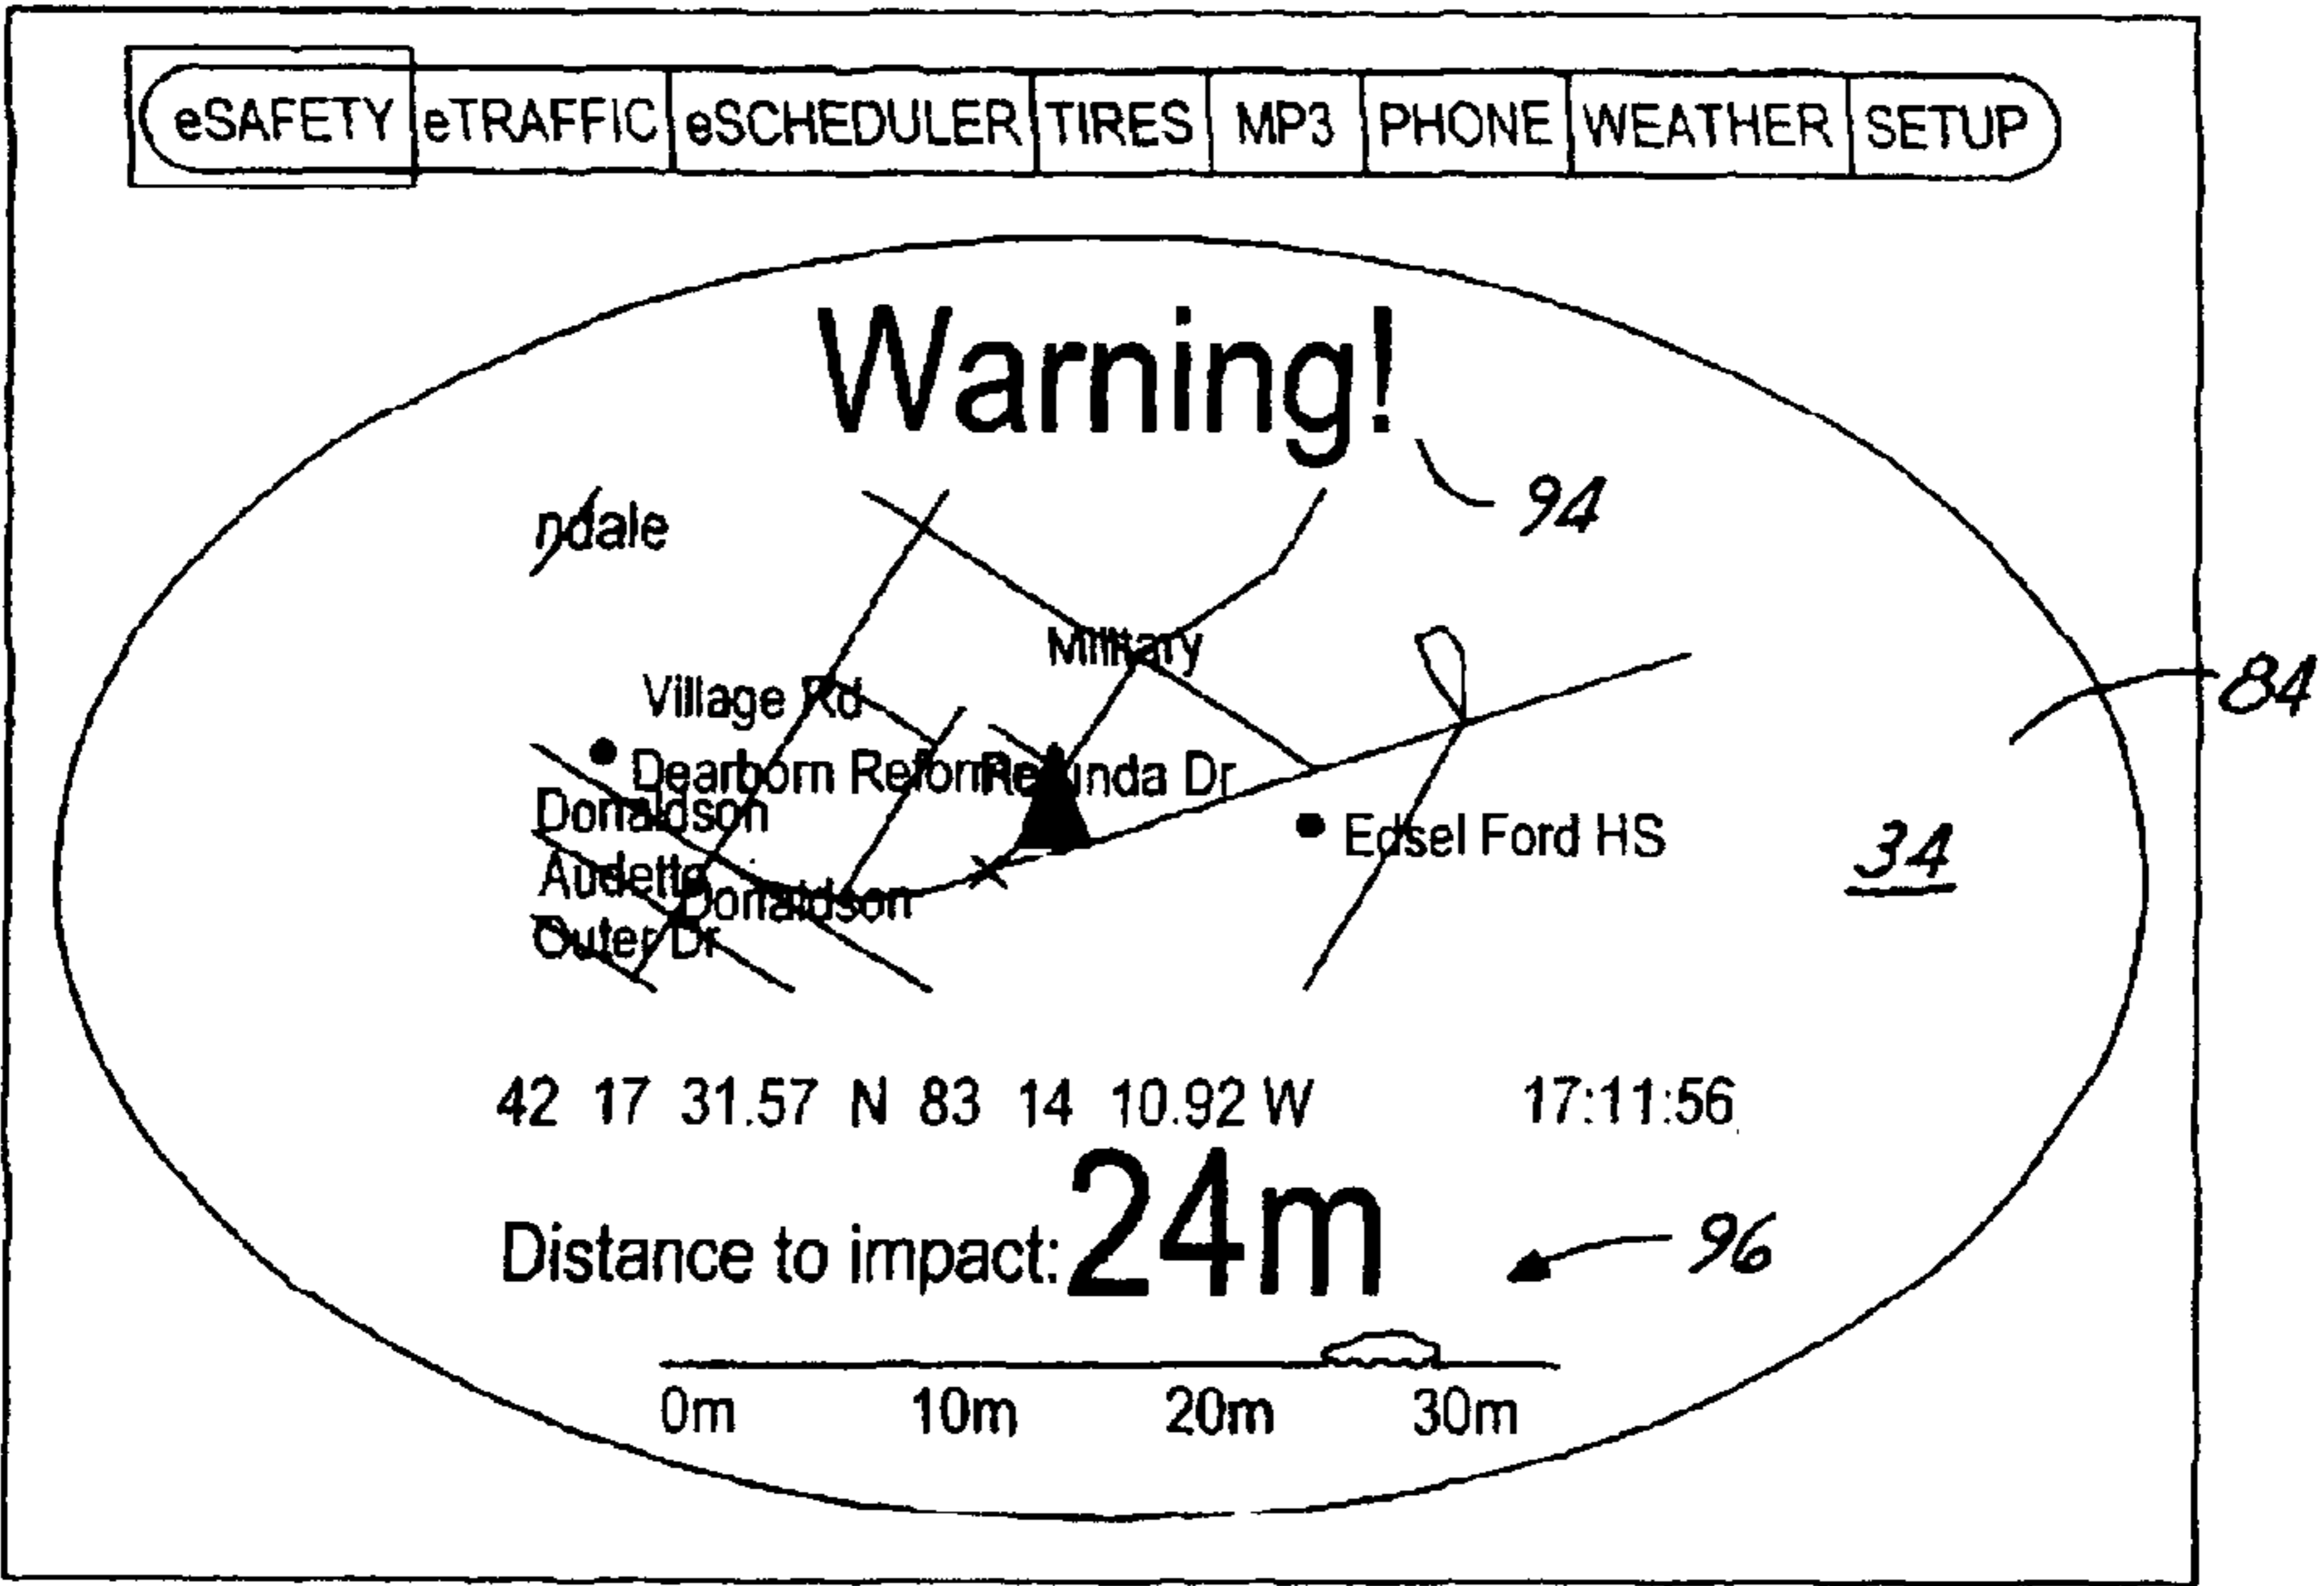 eSAFETY eTRAFFIC eSCHEDULER TIRES MP3 PHONE WEATHER SETUP
Warning!
94
ndale
Military
84
Village Rd
Dearborn Reform
Donaldson
Edsel Ford HS
34
Donaldson
Outer Dr
42 17 31.57 N 83 14 10.92 W 17:11:56
Distance to impact: 24m
96
0m 10m 20m 30m